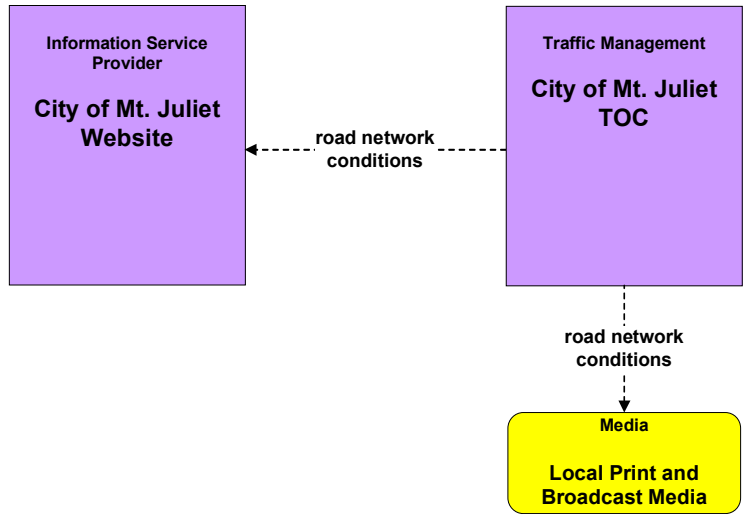 Information Service
Provider
City of Mt. Juliet
Website
road network
conditions
Traffic Management
City of Mt. Juliet
TOC
road network
conditions
Media
Local Print and
Broadcast Media